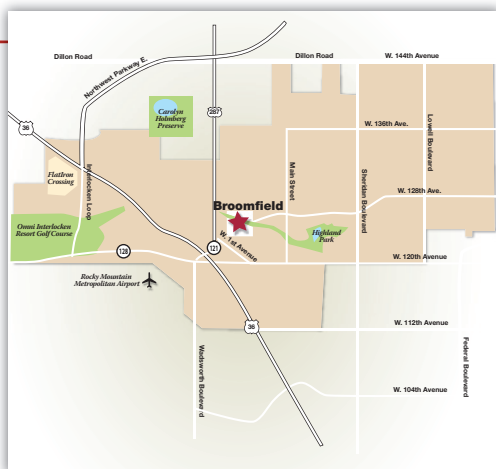 Dillon Road
Dillon Road
W. 144th Avenue
Northwest Parkway E.
36
287
Carolyn
Holmberg
Preserve
W. 136th Ave.
Lowell Boulevard
FlatIron
Crossing
Interlocken Loop
Main Street
Sheridan Boulevard
W. 128th Ave.
Broomfield
Omni Interlocken
Resort Golf Course
W. 1st Avenue
Highland
Park
128
121
W. 120th Avenue
Rocky Mountain
Metropolitan Airport
36
W. 112th Avenue
Wadsworth Boulevard
Federal Boulevard
W. 104th Avenue